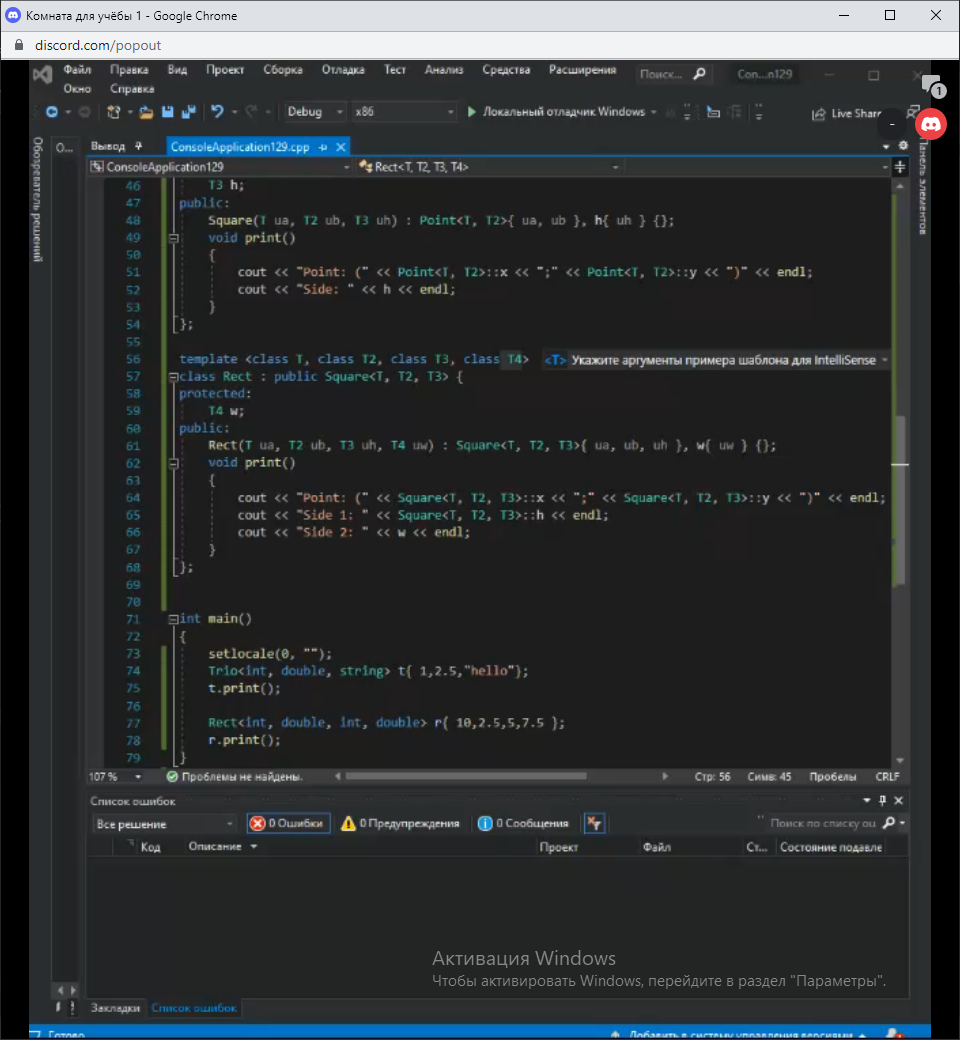 Комната для учёбы 1 - Google Chrome
discord.com/popout
Файл Правка Вид Проект Сборка Отладка Тест Анализ Средства Расширения Поиск... Con...n129
Окно Справка
Debug x86 Локальный отладчик Windows Live Share
1
Обозреватель решений
О...
Вывод ConsoleApplication129.cpp
Панель элементов
ConsoleApplication129 Rect<T, T2, T3, T4>
46 T3 h;
47 public:
48 Square(T ua, T2 ub, T3 uh) : Point<T, T2>{ ua, ub }, h{ uh } {};
49 void print()
50 {
51 cout << "Point: (" << Point<T, T2>::x << ";" << Point<T, T2>::y << ")" << endl;
52 cout << "Side: " << h << endl;
53 }
54 };
55
56 template <class T, class T2, class T3, class T4> <T> Укажите аргументы примера шаблона для IntelliSense
57 class Rect : public Square<T, T2, T3> {
58 protected:
59 T4 w;
60 public:
61 Rect(T ua, T2 ub, T3 uh, T4 uw) : Square<T, T2, T3>{ ua, ub, uh }, w{ uw } {};
62 void print()
63 {
64 cout << "Point: (" << Square<T, T2, T3>::x << ";" << Square<T, T2, T3>::y << ")" << endl;
65 cout << "Side 1: " << Square<T, T2, T3>::h << endl;
66 cout << "Side 2: " << w << endl;
67 }
68 };
69
70
71 int main()
72 {
73 setlocale(0, "");
74 Trio<int, double, string> t{ 1,2.5,"hello"};
75 t.print();
76
77 Rect<int, double, int, double> r{ 10,2.5,5,7.5 };
78 r.print();
79 }
107 % Проблемы не найдены. Стр: 56 Симв: 45 Пробелы CRLF
Список ошибок
Все решение 0 Ошибки 0 Предупреждения 0 Сообщения Поиск по списку ош
Код Описание Проект Файл Ст... Состояние подавле
Активация Windows
Чтобы активировать Windows, перейдите в раздел "Параметры".
Закладки Список ошибок
Готово Добавить в систему управления версиями